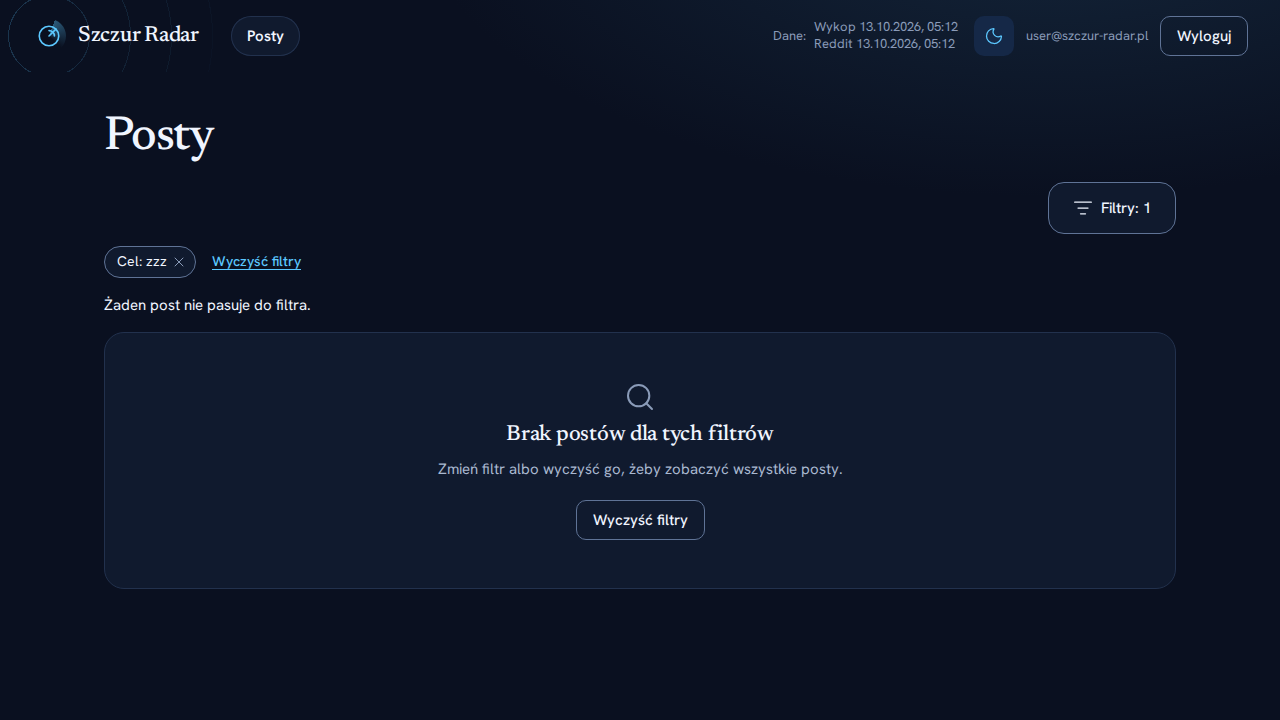 Szczur Radar
Posty
Dane:
Wykop 13.10.2026, 05:12
Reddit 13.10.2026, 05:12
user@szczur-radar.pl
Wyloguj
Posty
Filtry: 1
Cel: zzz
Wyczyść filtry
Żaden post nie pasuje do filtra.
Brak postów dla tych filtrów
Zmień filtr albo wyczyść go, żeby zobaczyć wszystkie posty.
Wyczyść filtry